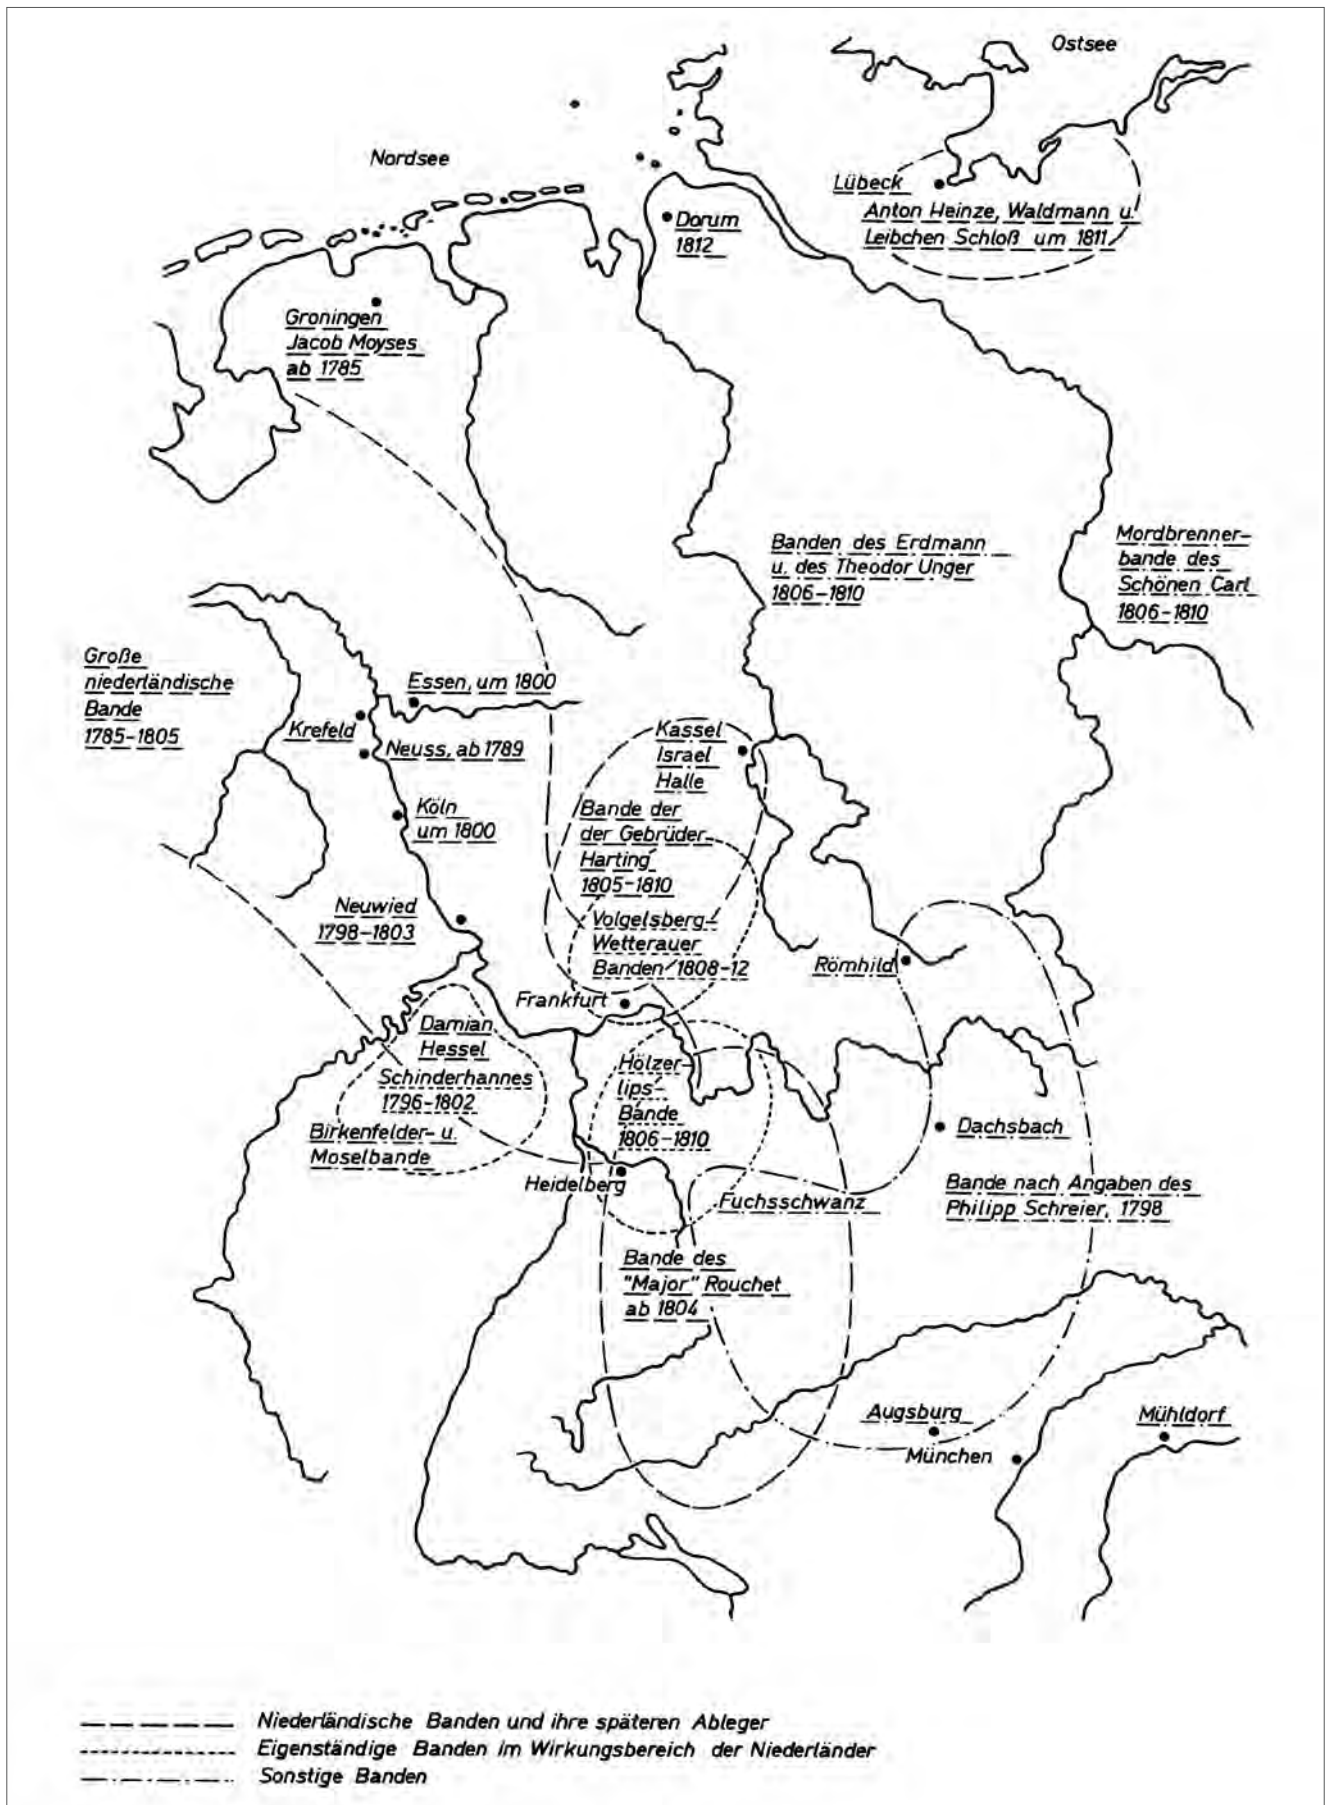 Ostsee
Nordsee
Lübeck
Anton Heinze, Waldmann u.
Leibchen Schloß um 1811
Dorum
1812
Groningen
Jacob Moyses
ab 1785
Banden des Erdmann
u. des Theodor Unger
1806-1810
Mordbrenner-
bande des
Schönen Carl
1806-1810
Große
niederländische
Bande
1785-1805
Essen, um 1800
Krefeld
Neuss, ab 1789
Köln
um 1800
Kassel
Israel
Halle
Bande der
der Gebrüder
Harting
1805-1810
Neuwied
1798-1803
Volgelsberg-
Wetterauer
Banden 1808-12
Römhild
Frankfurt
Damian
Hessel
Schinderhannes
1796-1802
Birkenfelder- u.
Moselbande
Hölzer-
lips-
Bande
1806-1810
Dachsbach
Heidelberg
Fuchsschwanz
Bande nach Angaben des
Philipp Schreier, 1798
Bande des
"Major" Rouchet
ab 1804
Augsburg
München
Mühldorf
Niederländische Banden und ihre späteren Ableger
Eigenständige Banden im Wirkungsbereich der Niederländer
Sonstige Banden